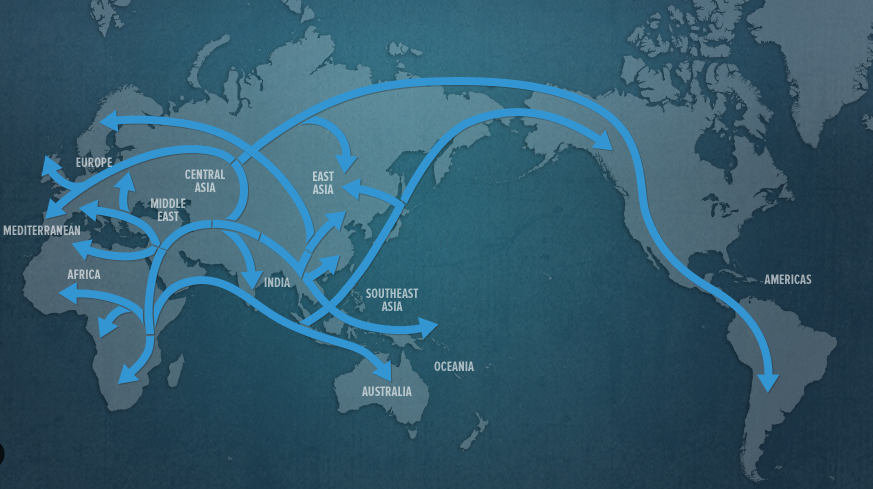 EUROPE
CENTRAL
ASIA
EAST
ASIA
MIDDLE
EAST
MEDITERRANEAN
AFRICA
INDIA
AMERICAS
SOUTHEAST
ASIA
OCEANIA
AUSTRALIA